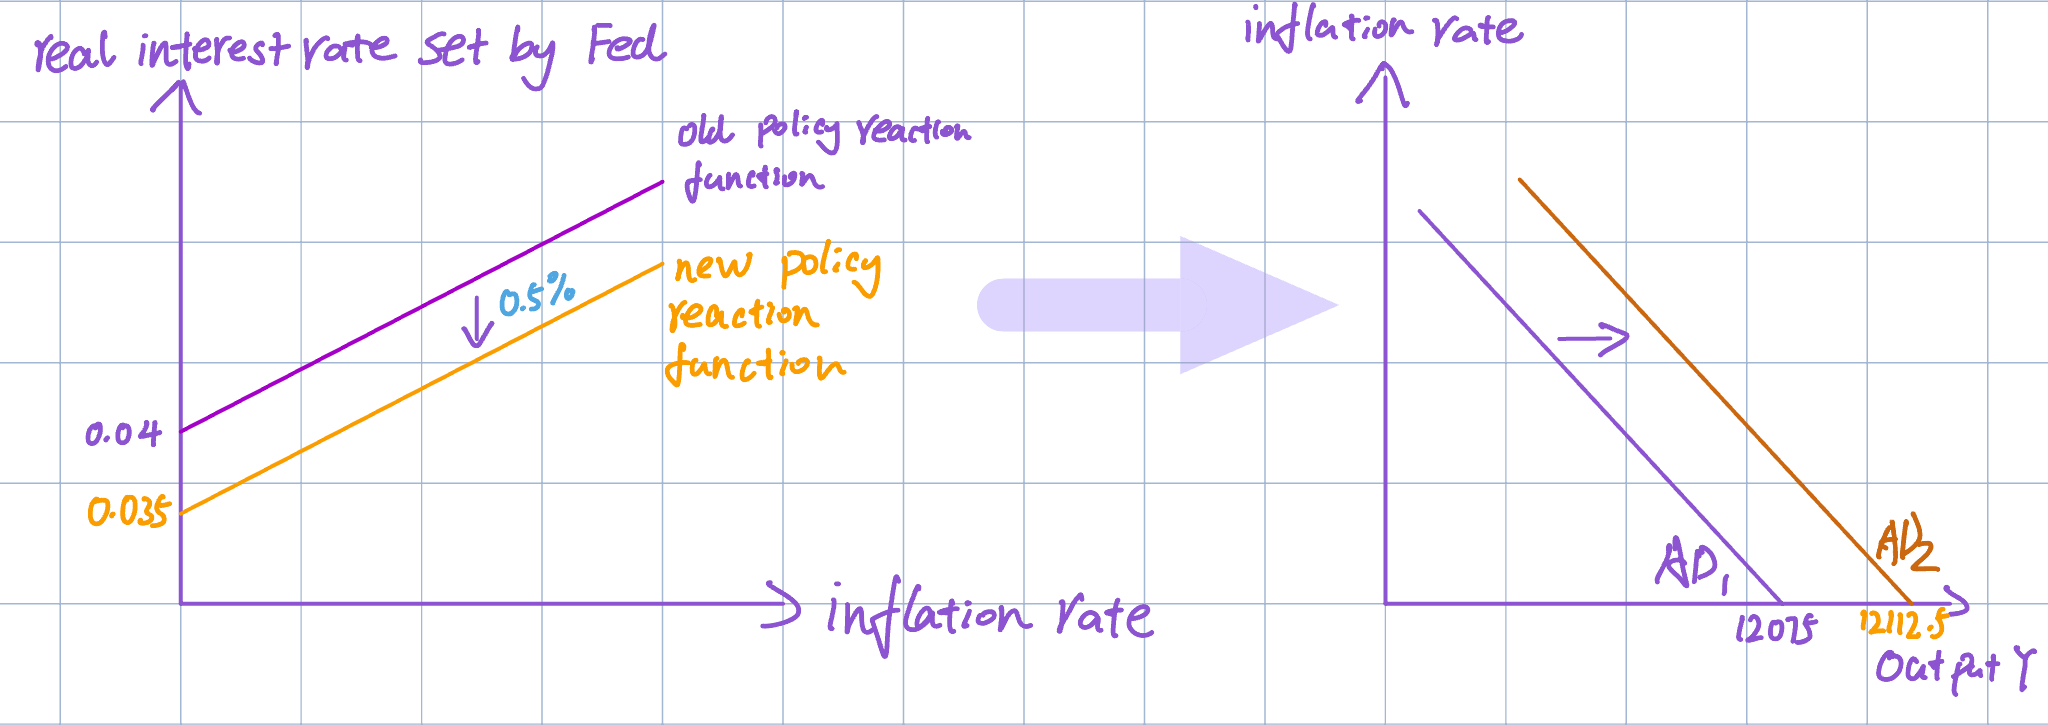 real interest rate set by Fed
old policy reaction
function
0.5%
new policy
reaction
function
0.04
0.035
inflation rate
inflation rate
AD1
AD2
12075
12112.5
Output Y